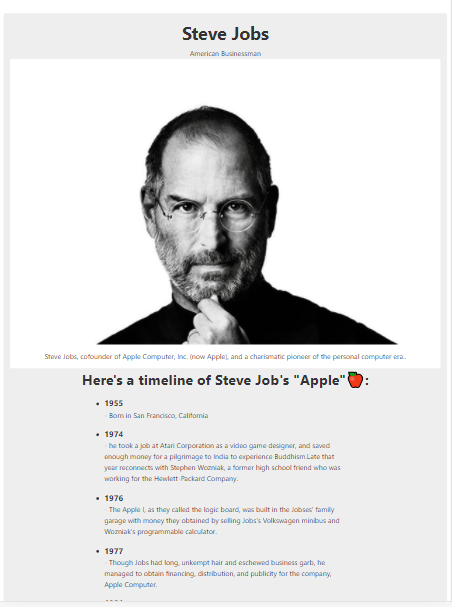 Steve Jobs
American Businessman
Steve Jobs, cofounder of Apple Computer, Inc. (now Apple), and a charismatic pioneer of the personal computer era..
Here's a timeline of Steve Job's "Apple"🍎:
1955
- Born in San Francisco, California
1974
- he took a job at Atari Corporation as a video game designer, and saved
enough money for a pilgrimage to India to experience Buddhism.Late that
year reconnects with Stephen Wozniak, a former high school friend who was
working for the Hewlett-Packard Company.
1976
- The Apple I, as they called the logic board, was built in the Jobses' family
garage with money they obtained by selling Jobs's Volkswagen minibus and
Wozniak's programmable calculator.
1977
- Though Jobs had long, unkempt hair and eschewed business garb, he
managed to obtain financing, distribution, and publicity for the company,
Apple Computer.